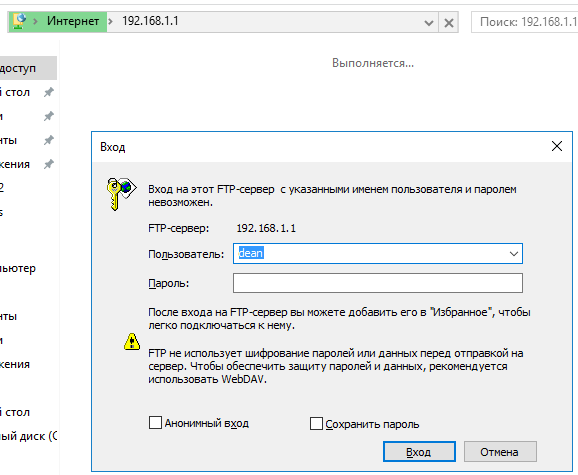 Интернет > 192.168.1.1
Поиск: 192.168.1.1
доступ
Выполняется...
й стол
и
нты
жения
2
s
пьютер
нты
и
жения
й стол
ный диск (C
Вход
Вход на этот FTP-сервер с указанными именем пользователя и паролем
невозможен.
FTP-сервер: 192.168.1.1
Пользователь: dean
Пароль:
После входа на FTP-сервер вы можете добавить его в "Избранное", чтобы
легко подключаться к нему.
FTP не использует шифрование паролей или данных перед отправкой на
сервер. Чтобы обеспечить защиту паролей и данных, рекомендуется
использовать WebDAV.
Анонимный вход
Сохранить пароль
Вход
Отмена